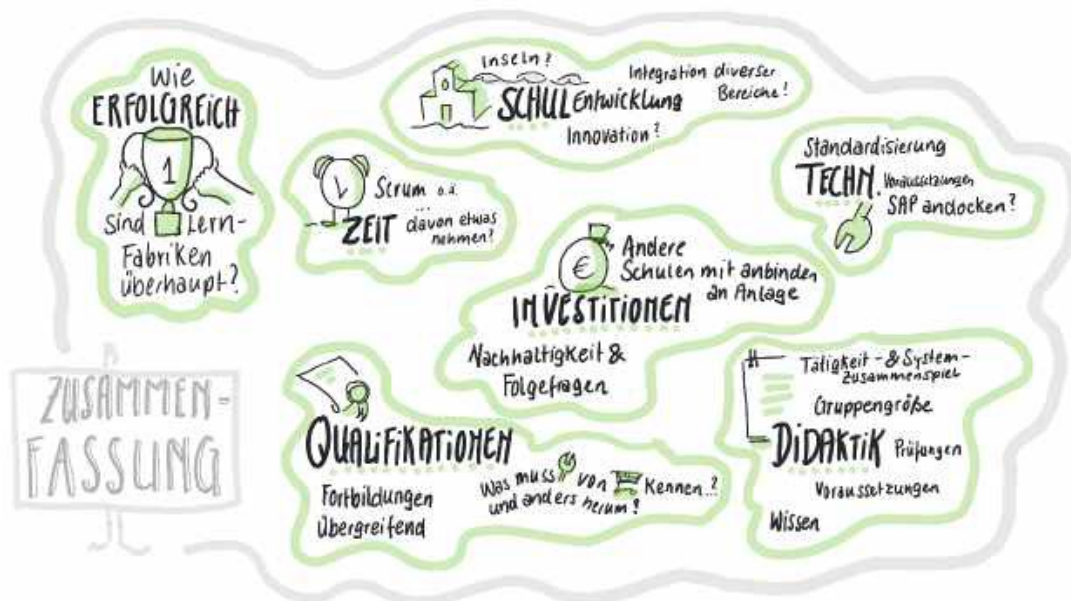 Wie
ERFOLGREICH
1
Sind Lern-
Fabriken
überhaupt?
Inseln?
Integration diverser
Bereiche!
SCHULEntwicklung
Innovation?
Scrum o.ä.
...
ZEIT davon etwas
nehmen?
Standardisierung
TECHN. Voraussetzungen
SAP andocken?
€
Andere
Schulen mit anbinden
an Anlage
INVESTITIONEN
Nachhaltigkeit &
Folgefragen
ZUSAMMEN-
FASSUNG
QUALIFIKATIONEN
Fortbildungen
Übergreifend
Was muss von Kennen..?
und anders herum?
Tätigkeit- & System-
Zusammenspiel
Gruppengröße
DIDAKTIK Prüfungen
Voraussetzungen
Wissen